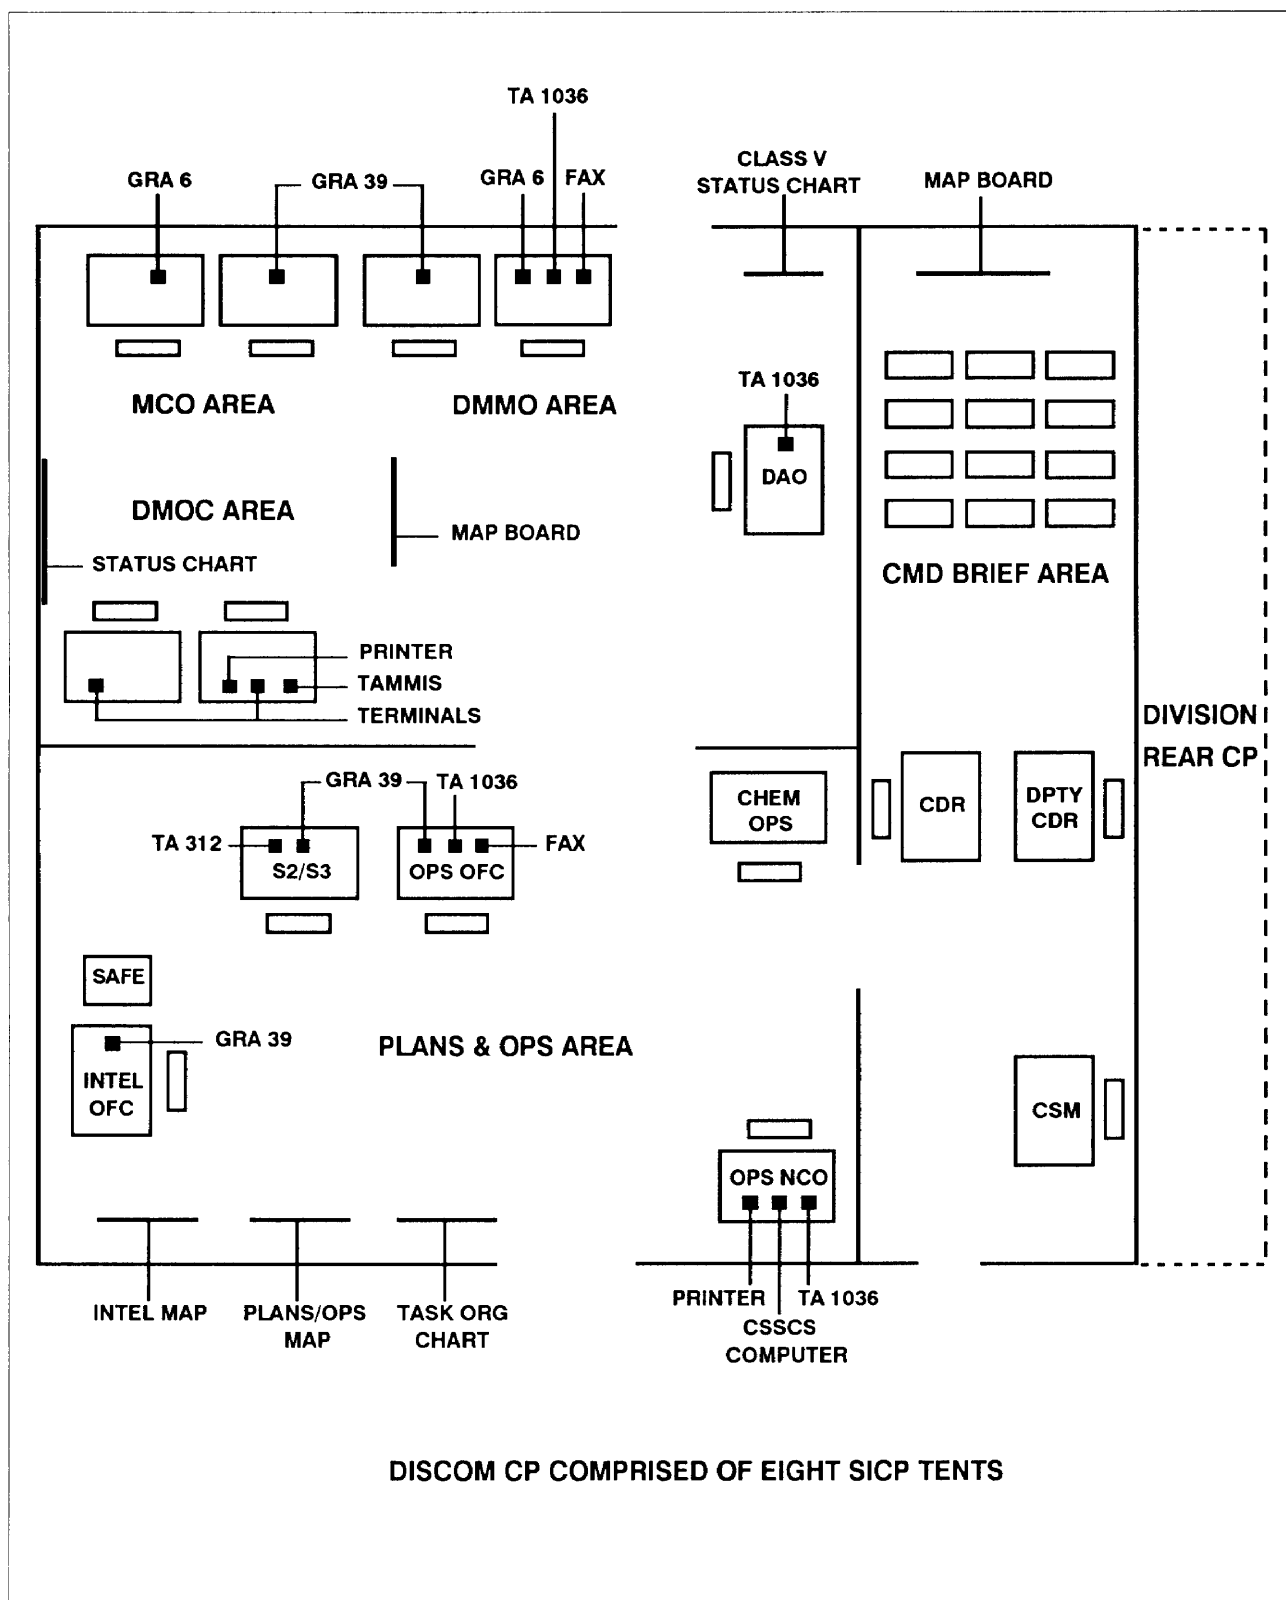 TA 1036
CLASS V
STATUS CHART
MAP BOARD
GRA 6
GRA 39
GRA 6
FAX
MCO AREA
DMMO AREA
TA 1036
DAO
DMOC AREA
MAP BOARD
STATUS CHART
CMD BRIEF AREA
PRINTER
TAMMIS
TERMINALS
DIVISION
REAR CP
GRA 39
TA 1036
TA 312
FAX
S2/S3
OPS OFC
CHEM
OPS
CDR
DPTY
CDR
SAFE
GRA 39
INTEL
OFC
PLANS & OPS AREA
CSM
OPS NCO
INTEL MAP
PLANS/OPS
MAP
TASK ORG
CHART
PRINTER
TA 1036
CSSCS
COMPUTER
DISCOM CP COMPRISED OF EIGHT SICP TENTS